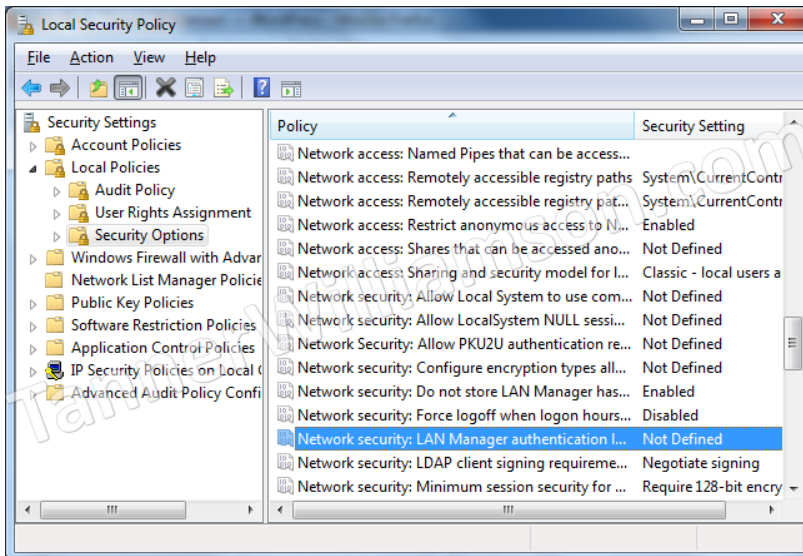 Local Security Policy
File Action View Help
Security Settings
Account Policies
Local Policies
Audit Policy
User Rights Assignment
Security Options
Windows Firewall with Advar
Network List Manager Policie
Public Key Policies
Software Restriction Policies
Application Control Policies
IP Security Policies on Local C
Advanced Audit Policy Confi
Policy Security Setting
Network access: Named Pipes that can be access...
Network access: Remotely accessible registry paths System\CurrentContr
Network access: Remotely accessible registry pat... System\CurrentContr
Network access: Restrict anonymous access to N... Enabled
Network access: Shares that can be accessed ano... Not Defined
Network access: Sharing and security model for l... Classic - local users a
Network security: Allow Local System to use com... Not Defined
Network security: Allow LocalSystem NULL sessi... Not Defined
Network Security: Allow PKU2U authentication re... Not Defined
Network security: Configure encryption types all... Not Defined
Network security: Do not store LAN Manager has... Enabled
Network security: Force logoff when logon hours... Disabled
Network security: LAN Manager authentication l... Not Defined
Network security: LDAP client signing requireme... Negotiate signing
Network security: Minimum session security for ... Require 128-bit encry
TannerWilliamson.com